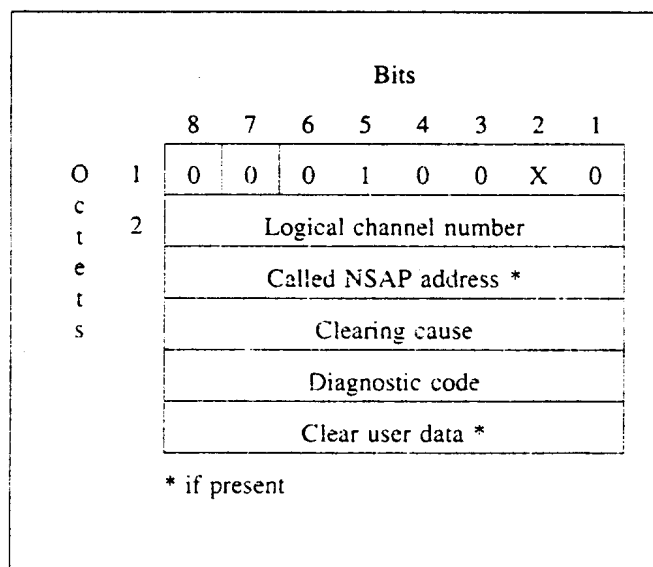 Bits
8 7 6 5 4 3 2 1
Octets
1 0 0 0 1 0 0 X 0
2 Logical channel number
Called NSAP address *
Clearing cause
Diagnostic code
Clear user data *
* if present